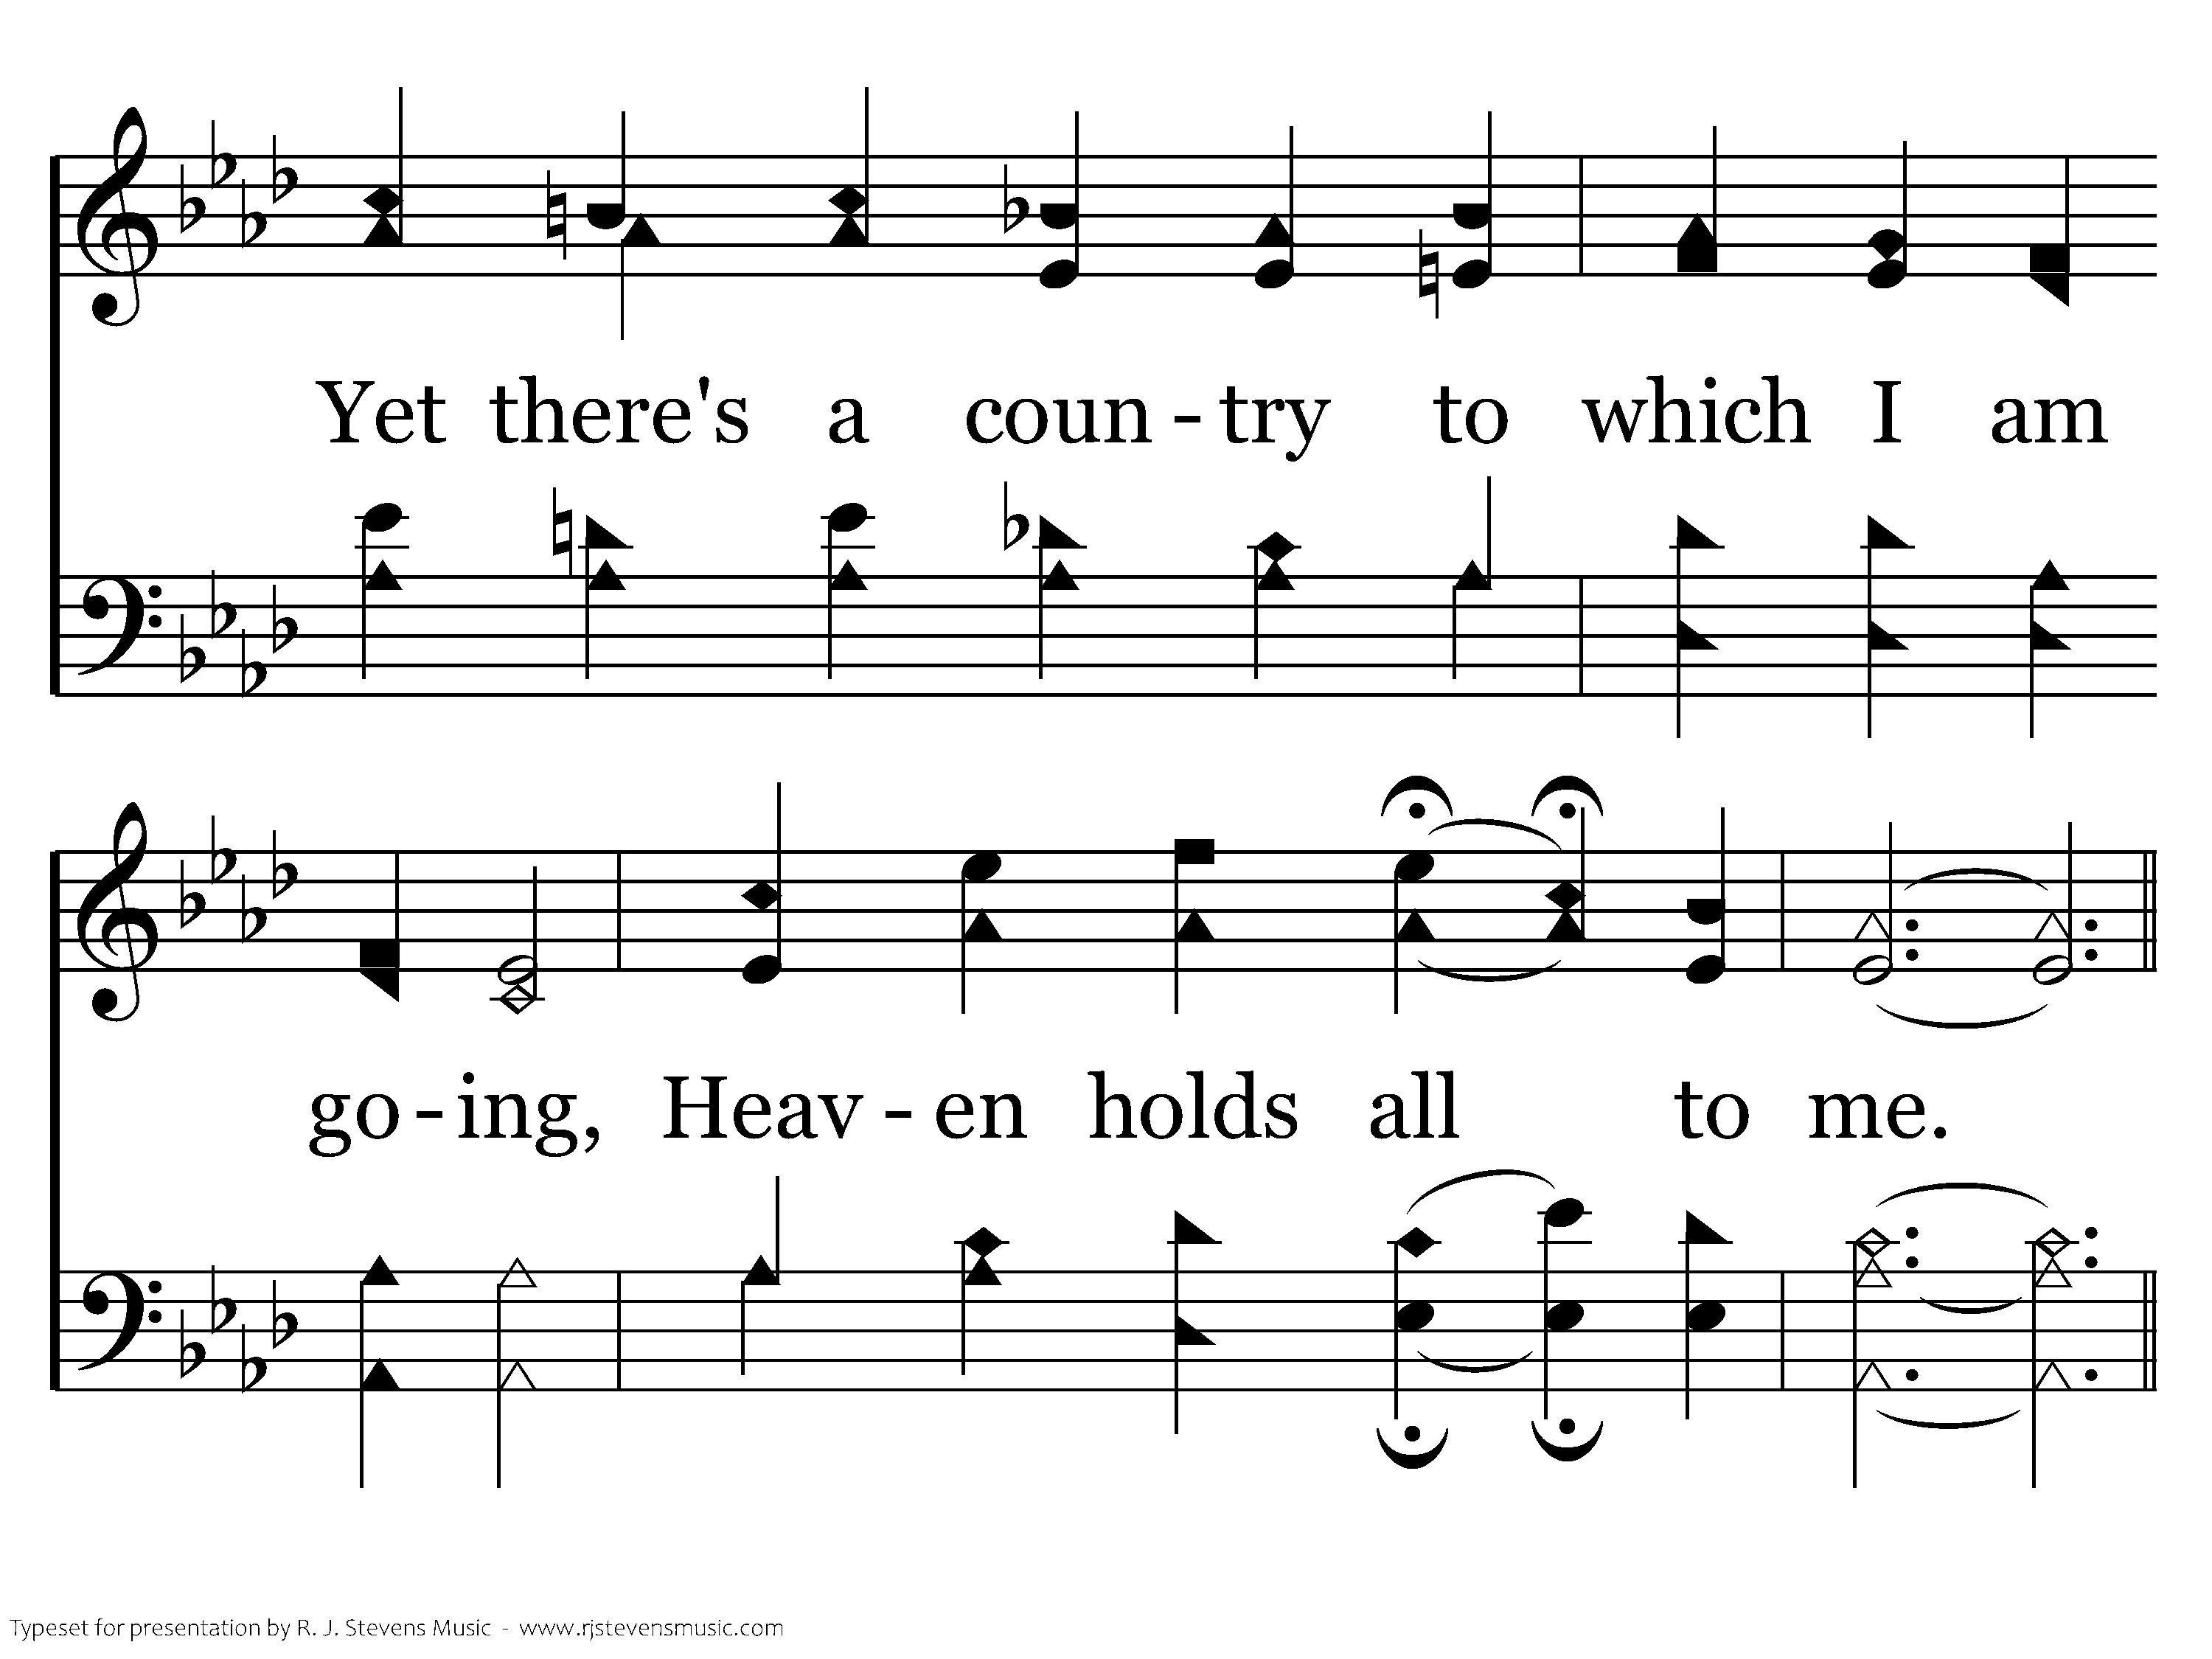 Yet there's a coun - try to which I am
go - ing, Heav - en holds all to me.
Typeset for presentation by R. J. Stevens Music - www.rjstevensmusic.com